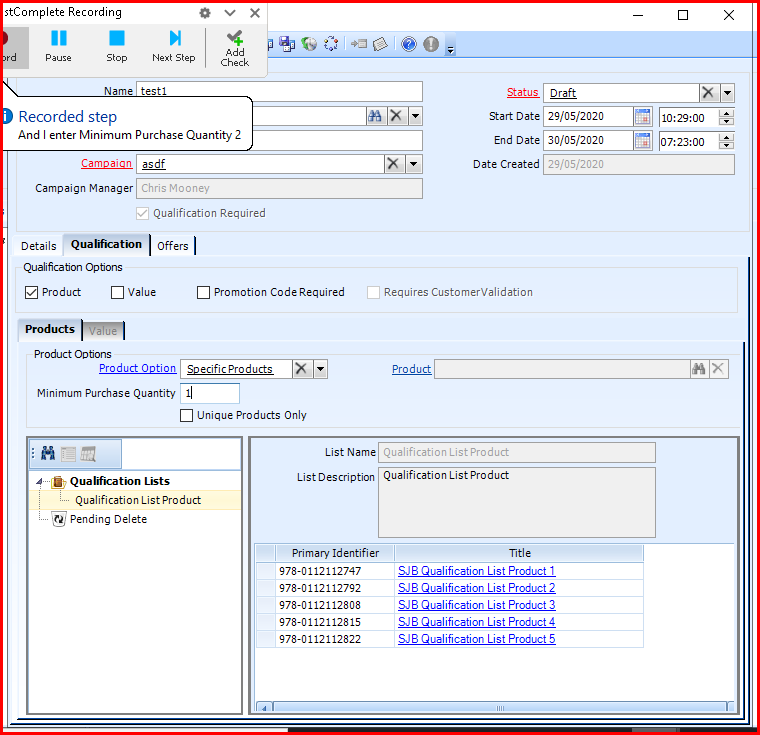 stComplete Recording
ord
Pause
Stop
Next Step
Add
Check
Recorded step
And I enter Minimum Purchase Quantity 2
Name test1
Status Draft
Start Date 29/05/2020 10:29:00
End Date 30/05/2020 07:23:00
Campaign asdf
Date Created 29/05/2020
Campaign Manager Chris Mooney
Qualification Required
Details Qualification Offers
Qualification Options
Product Value Promotion Code Required Requires Customer Validation
Products Value
Product Options
Product Option Specific Products Product
Minimum Purchase Quantity 1
Unique Products Only
Qualification Lists
Qualification List Product
Pending Delete
List Name Qualification List Product
List Description Qualification List Product
Primary Identifier Title
978-0112112747 SJB Qualification List Product 1
978-0112112792 SJB Qualification List Product 2
978-0112112808 SJB Qualification List Product 3
978-0112112815 SJB Qualification List Product 4
978-0112112822 SJB Qualification List Product 5